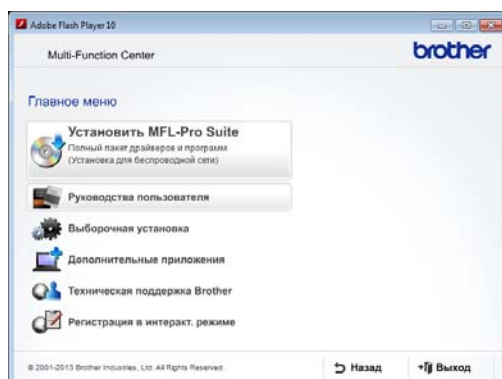 Adobe Flash Player 10
Multi-Function Center
brother
Главное меню
Установить MFL-Pro Suite
Полный пакет драйверов и программ
(Установка для беспроводной сети)
Руководства пользователя
Выборочная установка
Дополнительные приложения
Техническая поддержка Brother
Регистрация в интеракт. режиме
© 2001-2013 Brother Industries, Ltd. All Rights Reserved.
Назад
Выход